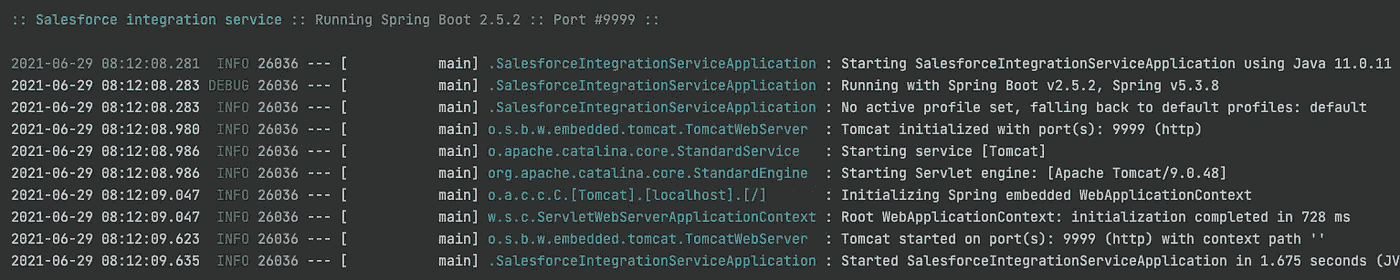 :: Salesforce integration service :: Running Spring Boot 2.5.2 :: Port #9999 ::
2021-06-29 08:12:08.281  INFO 26036 --- [           main] .SalesforceIntegrationServiceApplication : Starting SalesforceIntegrationServiceApplication using Java 11.0.11
2021-06-29 08:12:08.283 DEBUG 26036 --- [           main] .SalesforceIntegrationServiceApplication : Running with Spring Boot v2.5.2, Spring v5.3.8
2021-06-29 08:12:08.283  INFO 26036 --- [           main] .SalesforceIntegrationServiceApplication : No active profile set, falling back to default profiles: default
2021-06-29 08:12:08.980  INFO 26036 --- [           main] o.s.b.w.embedded.tomcat.TomcatWebServer  : Tomcat initialized with port(s): 9999 (http)
2021-06-29 08:12:08.986  INFO 26036 --- [           main] o.apache.catalina.core.StandardService   : Starting service [Tomcat]
2021-06-29 08:12:08.986  INFO 26036 --- [           main] org.apache.catalina.core.StandardEngine  : Starting Servlet engine: [Apache Tomcat/9.0.48]
2021-06-29 08:12:09.047  INFO 26036 --- [           main] o.a.c.c.C.[Tomcat].[localhost].[/]       : Initializing Spring embedded WebApplicationContext
2021-06-29 08:12:09.047  INFO 26036 --- [           main] w.s.c.ServletWebServerApplicationContext : Root WebApplicationContext: initialization completed in 728 ms
2021-06-29 08:12:09.623  INFO 26036 --- [           main] o.s.b.w.embedded.tomcat.TomcatWebServer  : Tomcat started on port(s): 9999 (http) with context path ''
2021-06-29 08:12:09.635  INFO 26036 --- [           main] .SalesforceIntegrationServiceApplication : Started SalesforceIntegrationServiceApplication in 1.675 seconds (JV